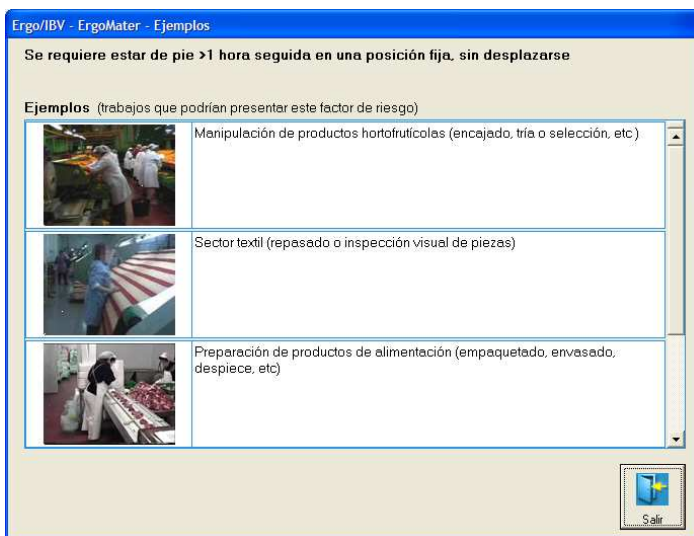 Ergo/IBV - ErgoMater - Ejemplos
Se requiere estar de pie >1 hora seguida en una posición fija, sin desplazarse
Ejemplos (trabajos que podrían presentar este factor de riesgo)
Manipulación de productos hortofrutícolas (encajado, tría o selección, etc )
Sector textil (repasado o inspección visual de piezas)
Preparación de productos de alimentación (empaquetado, envasado,
despiece, etc)
Salir